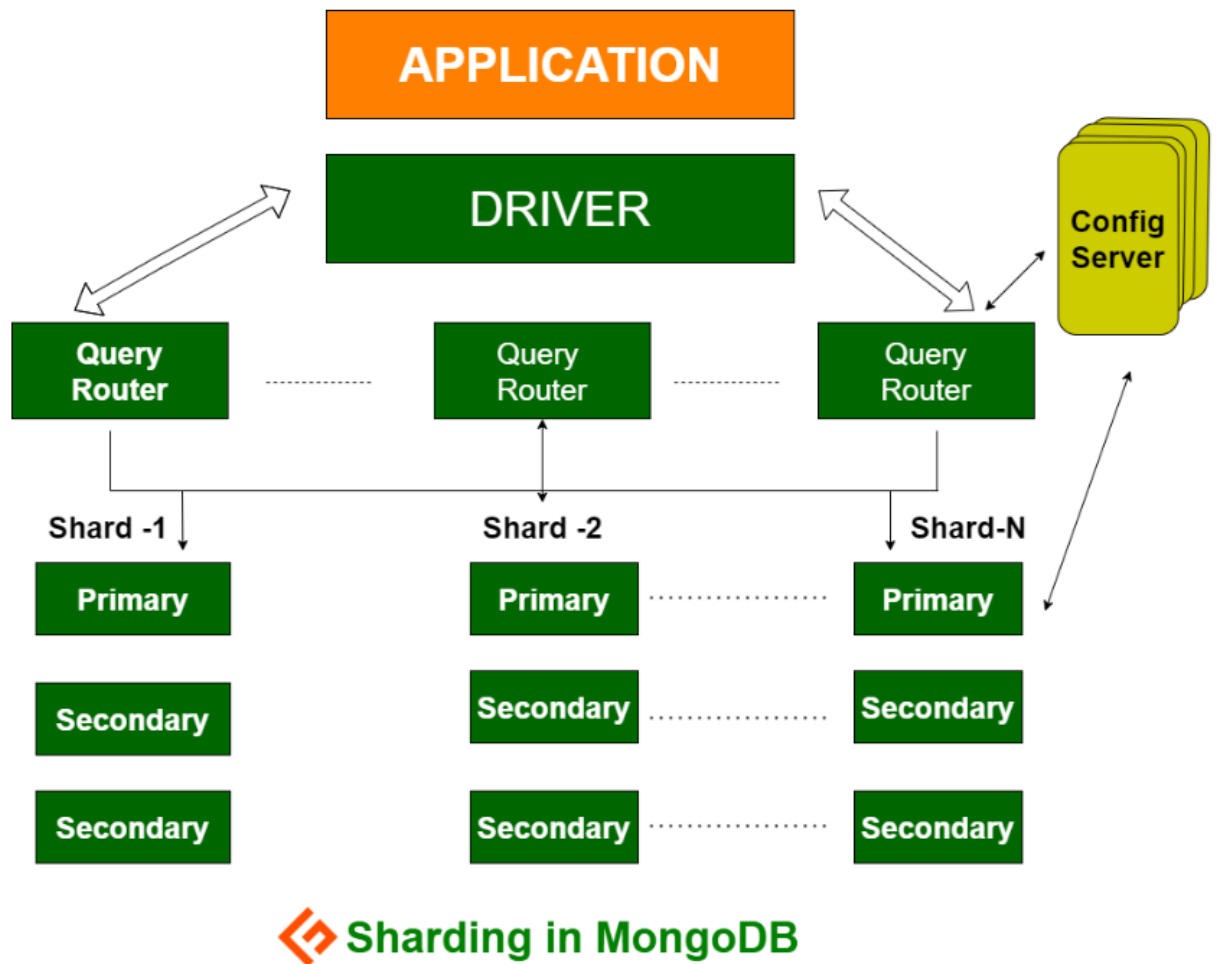 APPLICATION
DRIVER
Config
Server
Query
Router
Query
Router
Query
Router
Shard -1
Shard -2
Shard-N
Primary
Primary
Primary
Secondary
Secondary
Secondary
Secondary
Secondary
Secondary
Sharding in MongoDB